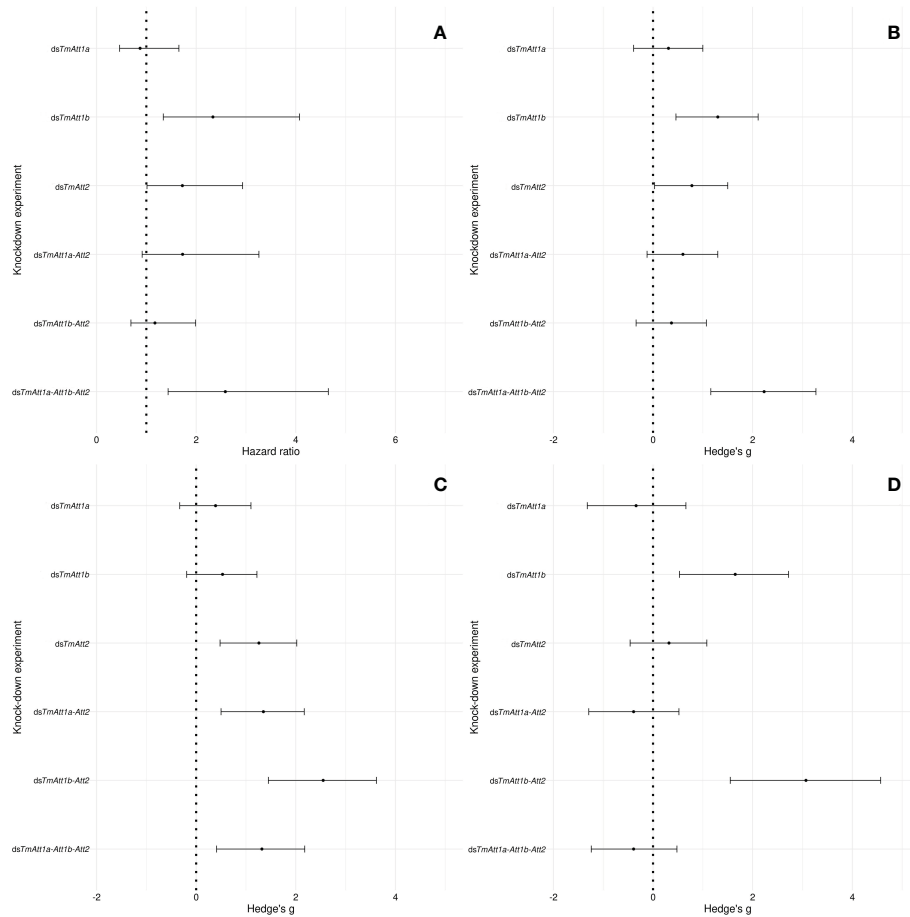 A
dsTmAtt1a
dsTmAtt1b
dsTmAtt2
dsTmAtt1a-Att2
dsTmAtt1b-Att2
dsTmAtt1a-Att1b-Att2
Knockdown experiment
0 2 4 6
Hazard ratio
B
dsTmAtt1a
dsTmAtt1b
dsTmAtt2
dsTmAtt1a-Att2
dsTmAtt1b-Att2
dsTmAtt1a-Att1b-Att2
Knockdown experiment
-2 0 2 4
Hedge's g
C
dsTmAtt1a
dsTmAtt1b
dsTmAtt2
dsTmAtt1a-Att2
dsTmAtt1b-Att2
dsTmAtt1a-Att1b-Att2
Knock-down experiment
-2 0 2 4
Hedge's g
D
dsTmAtt1a
dsTmAtt1b
dsTmAtt2
dsTmAtt1a-Att2
dsTmAtt1b-Att2
dsTmAtt1a-Att1b-Att2
Knock-down experiment
-2 0 2 4
Hedge's g